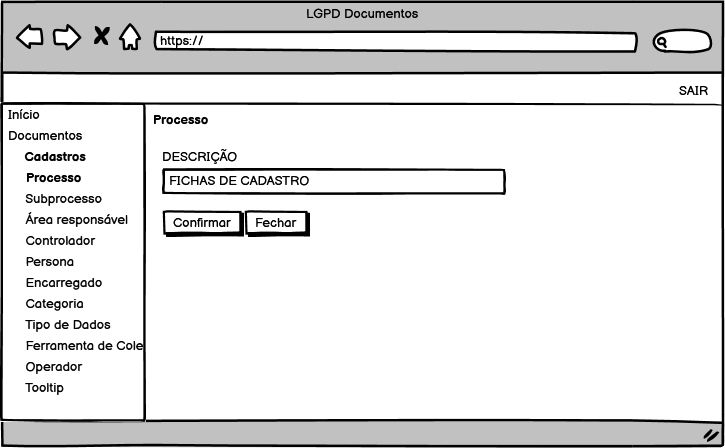 LGPD Documentos
https://
SAIR
Início
Documentos
Cadastros
Processo
Subprocesso
Área responsável
Controlador
Persona
Encarregado
Categoria
Tipo de Dados
Ferramenta de Cole
Operador
Tooltip
Processo
DESCRIÇÃO
FICHAS DE CADASTRO
Confirmar Fechar